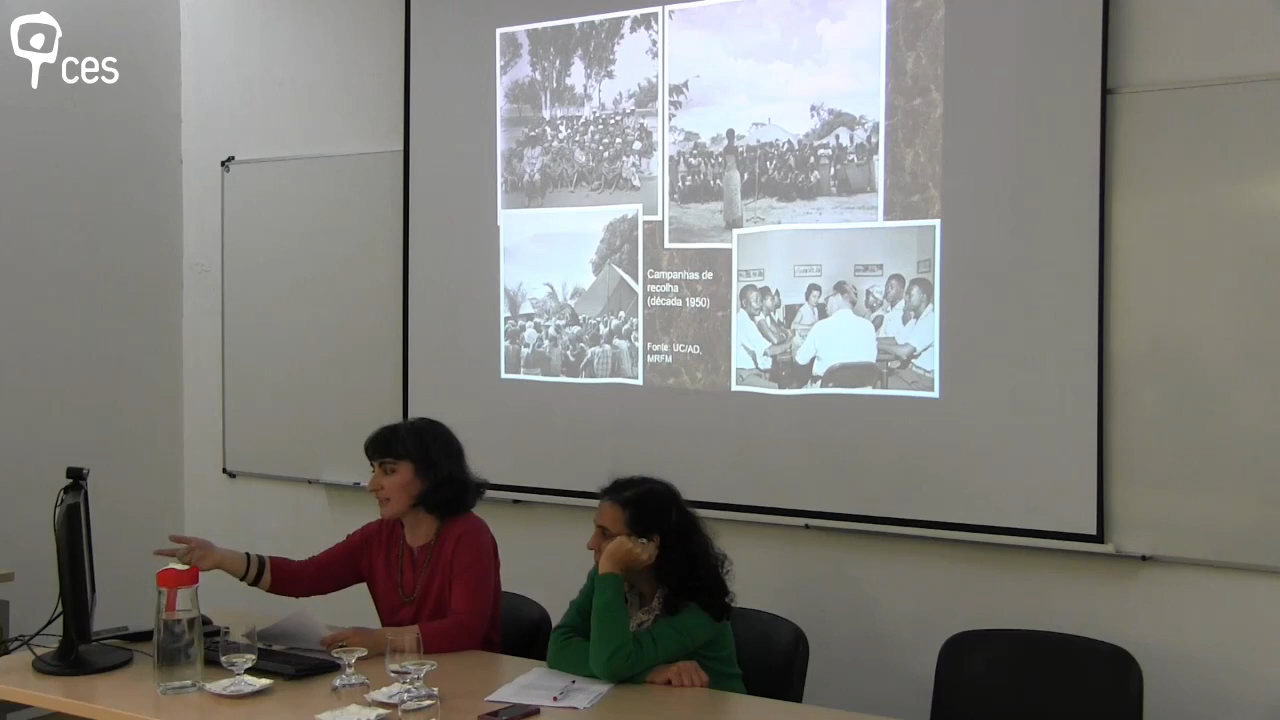 ces
Campanhas de
recolha
(década 1950)
Fonte: UC/AD,
MRFM